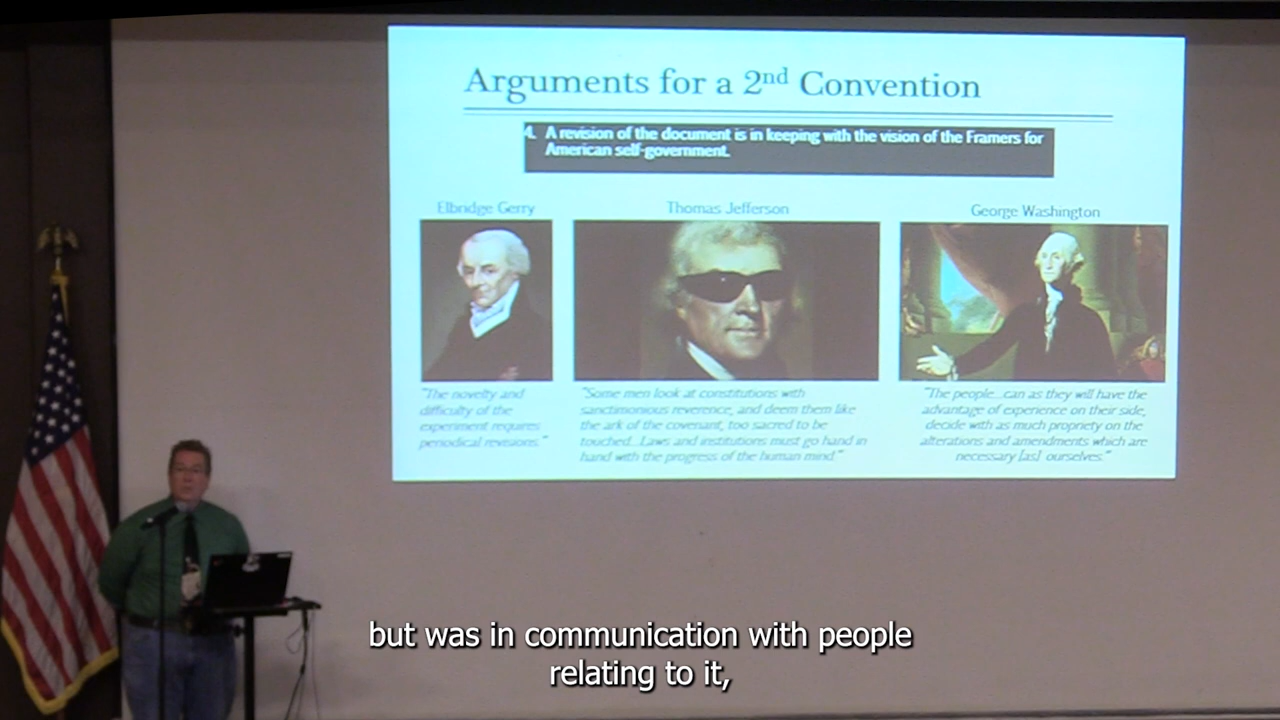 Arguments for a 2nd Convention
4. A revision of the document is in keeping with the vision of the Framers for
American self-government.
Elbridge Gerry
Thomas Jefferson
George Washington
"The novelty and
difficulty of the
experiment requires
periodical revisions."
"Some men look at constitutions with
sanctimonious reverence, and deem them like
the ark of the covenant, too sacred to be
touched...Laws and institutions must go hand in
hand with the progress of the human mind."
"The people...can as they will have the
advantage of experience on their side,
decide with as much propriety on the
alterations and amendments which are
necessary [as] ourselves."
but was in communication with people
relating to it,